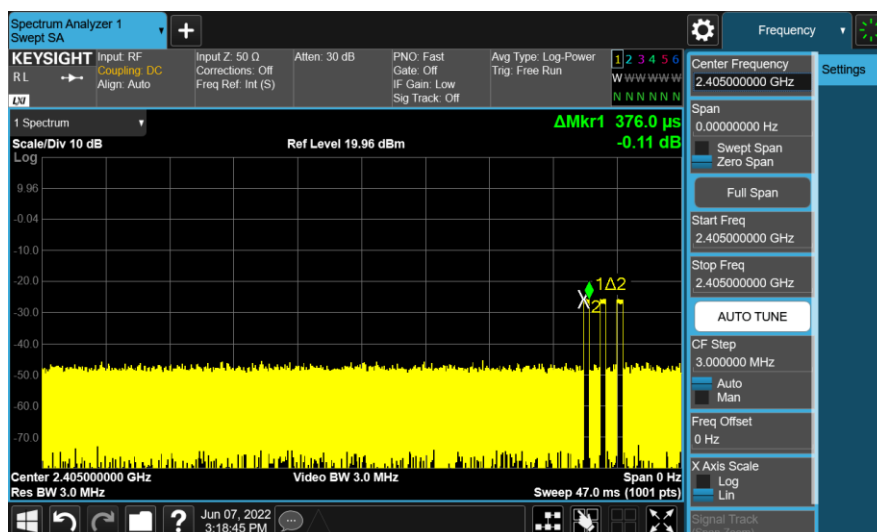 Spectrum Analyzer 1
Swept SA
+
Frequency
KEYSIGHT
RL
LXI
Input: RF
Coupling: DC
Align: Auto
Input Z: 50 Ω
Corrections: Off
Freq Ref: Int (S)
Atten: 30 dB
PNO: Fast
Gate: Off
IF Gain: Low
Sig Track: Off
Avg Type: Log-Power
Trig: Free Run
1 2 3 4 5 6
W W W W W W
N N N N N N
1 Spectrum
ΔMkr1 376.0 µs
-0.11 dB
Scale/Div 10 dB
Ref Level 19.96 dBm
Log
9.96
-0.04
-10.0
-20.0
-30.0
-40.0
-50.0
-60.0
-70.0
1Δ2
X2
Center 2.405000000 GHz
Video BW 3.0 MHz
Span 0 Hz
Res BW 3.0 MHz
Sweep 47.0 ms (1001 pts)
Center Frequency
2.405000000 GHz
Settings
Span
0.00000000 Hz
Swept Span
Zero Span
Full Span
Start Freq
2.405000000 GHz
Stop Freq
2.405000000 GHz
AUTO TUNE
CF Step
3.000000 MHz
Auto
Man
Freq Offset
0 Hz
X Axis Scale
Log
Lin
Signal Track
?
Jun 07, 2022
3:18:45 PM